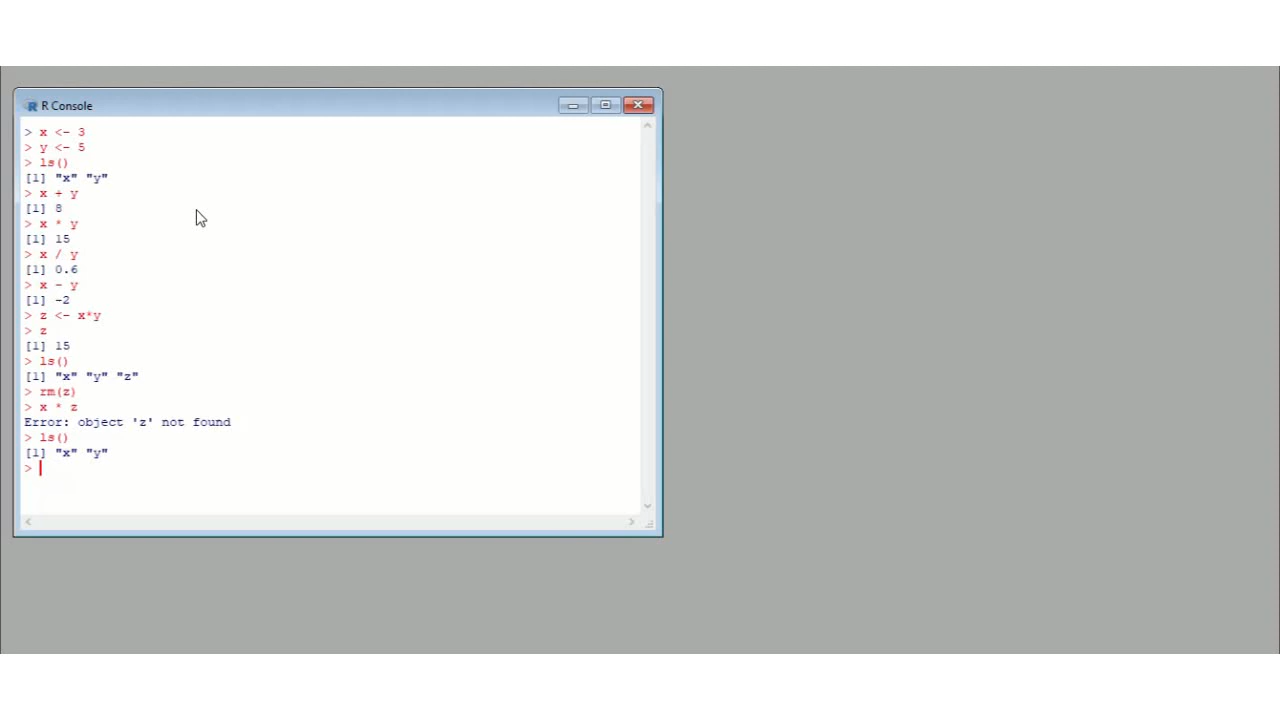 R Console
> x <- 3
> y <- 5
> ls()
[1] "x" "y"
> x + y
[1] 8
> x * y
[1] 15
> x / y
[1] 0.6
> x - y
[1] -2
> z <- x*y
> z
[1] 15
> ls()
[1] "x" "y" "z"
> rm(z)
> x * z
Error: object 'z' not found
> ls()
[1] "x" "y"
>